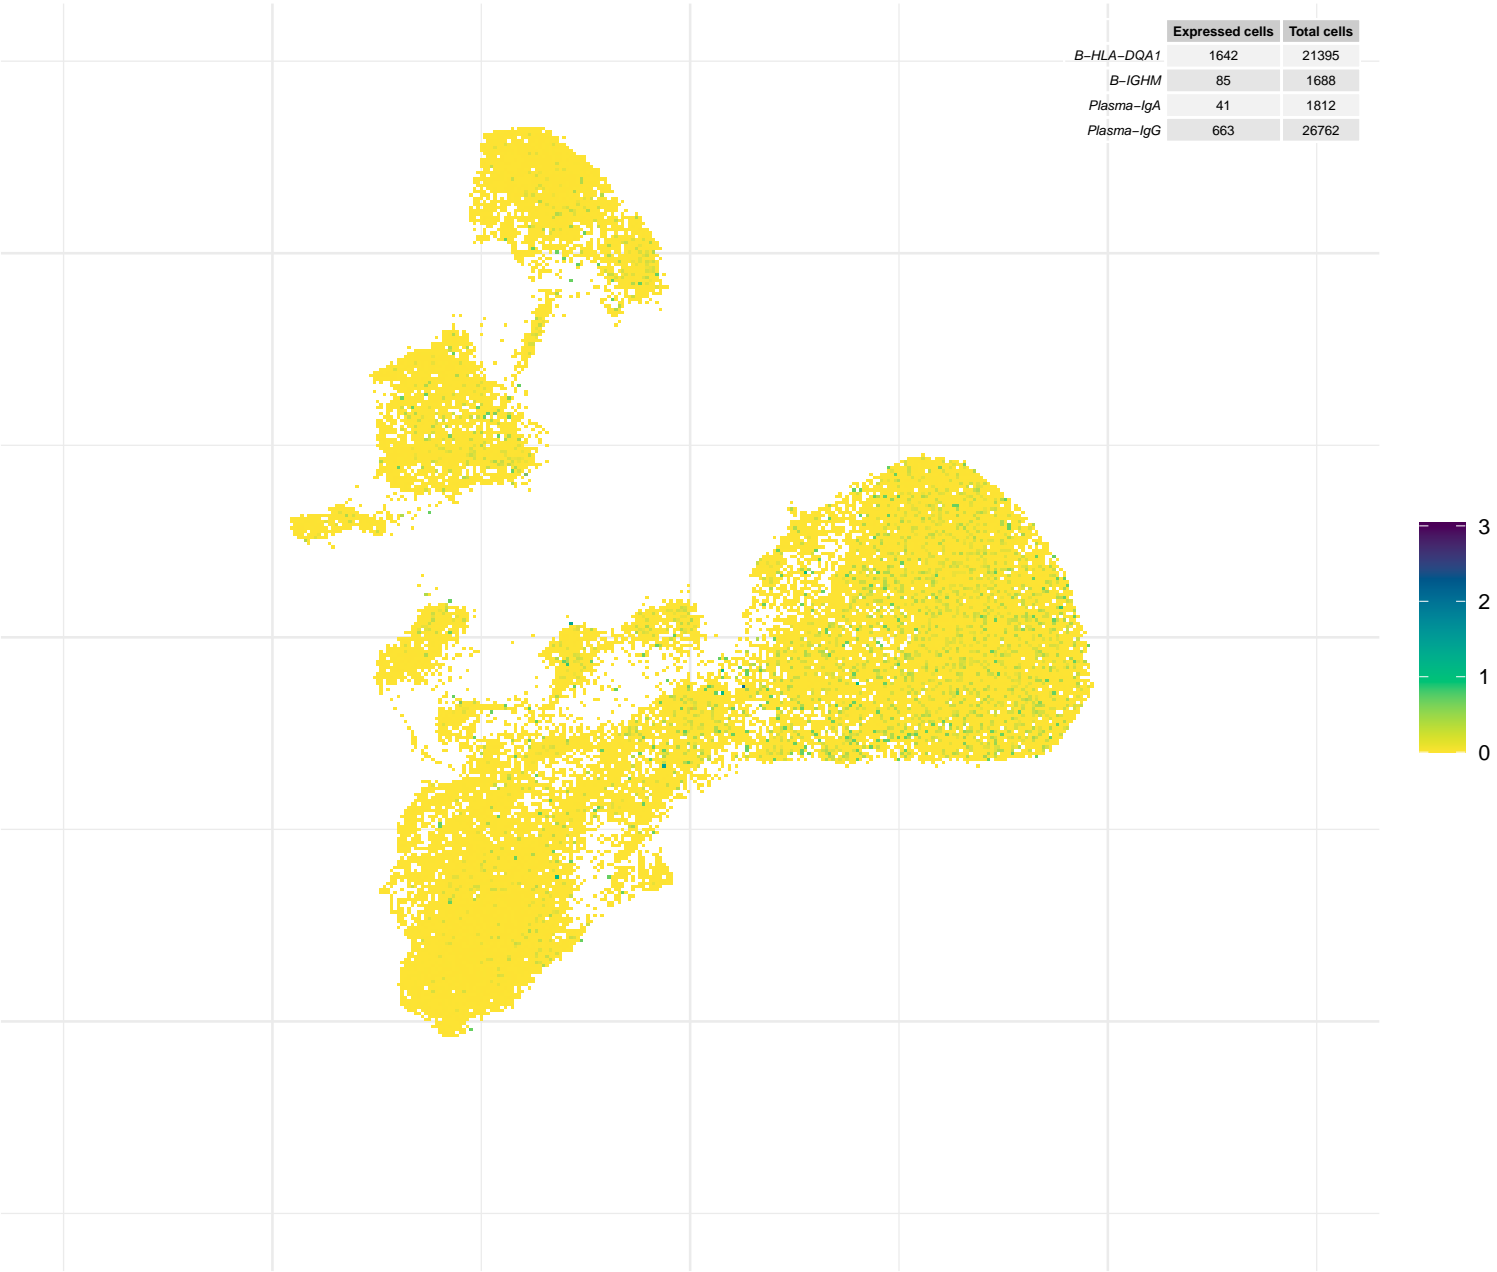 Expressed cells Total cells
B−HLA−DQA1 1642 21395
B−IGHM 85 1688
Plasma−IgA 41 1812
Plasma−IgG 663 26762
3
2
1
0